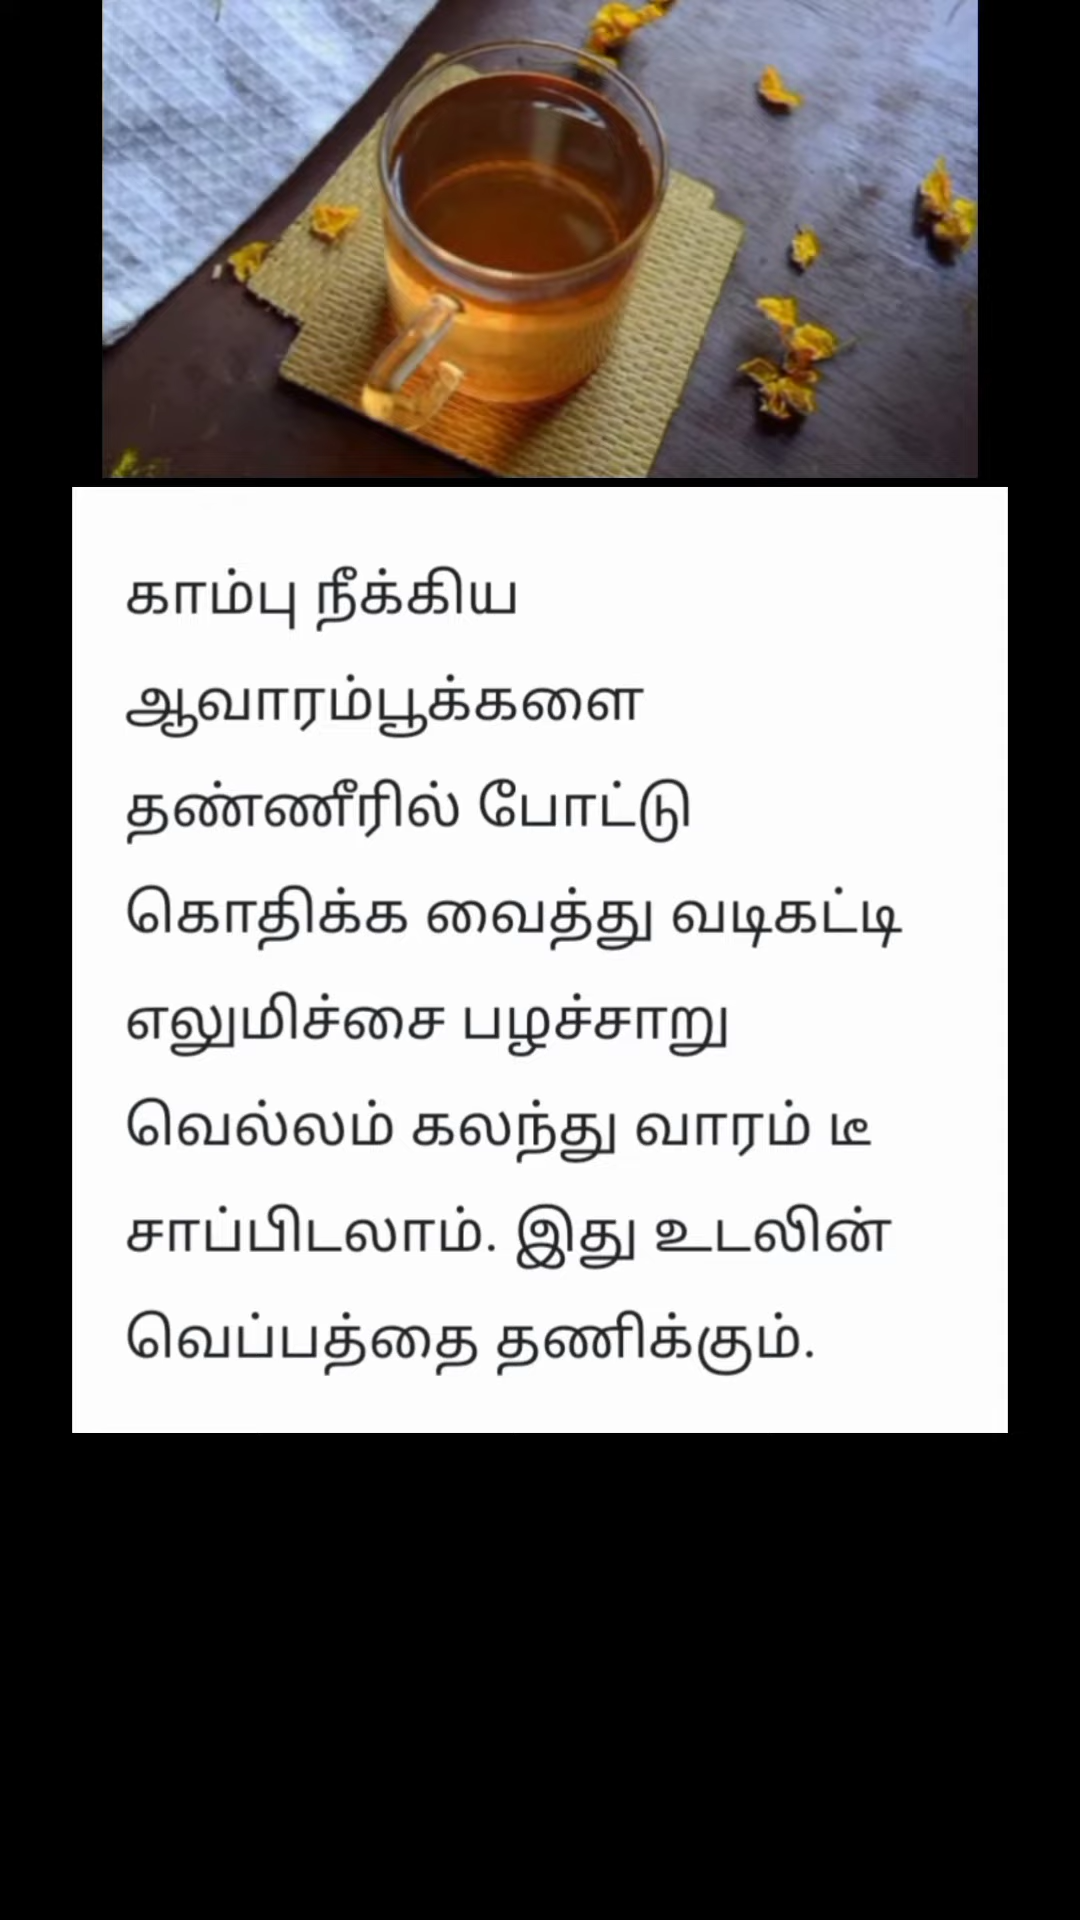 காம்பு நீக்கிய
ஆவாரம்பூக்களை
தண்ணீரில் போட்டு
கொதிக்க வைத்து வடிகட்டி
எலுமிச்சை பழச்சாறு
வெல்லம் கலந்து வாரம் டீ
சாப்பிடலாம். இது உடலின்
வெப்பத்தை தணிக்கும்.